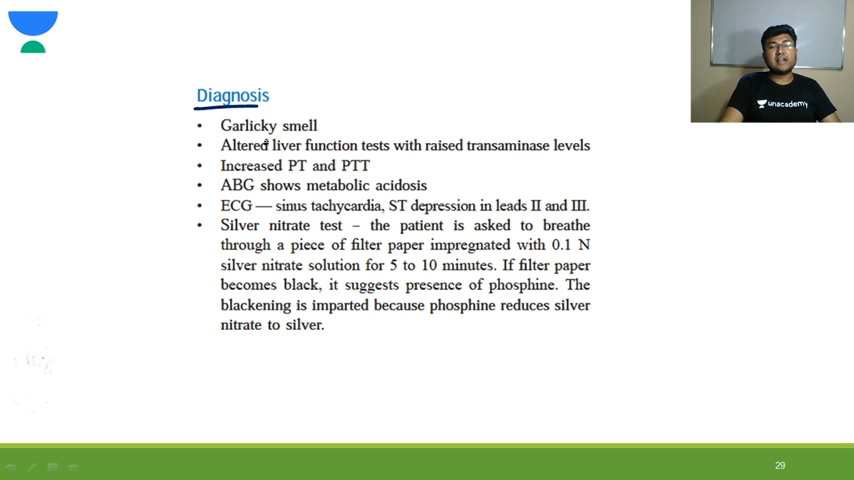 Diagnosis
• Garlicky smell
• Altered liver function tests with raised transaminase levels
• Increased PT and PTT
• ABG shows metabolic acidosis
• ECG — sinus tachycardia, ST depression in leads II and III.
• Silver nitrate test – the patient is asked to breathe
through a piece of filter paper impregnated with 0.1 N
silver nitrate solution for 5 to 10 minutes. If filter paper
becomes black, it suggests presence of phosphine. The
blackening is imparted because phosphine reduces silver
nitrate to silver.
unacademy
29